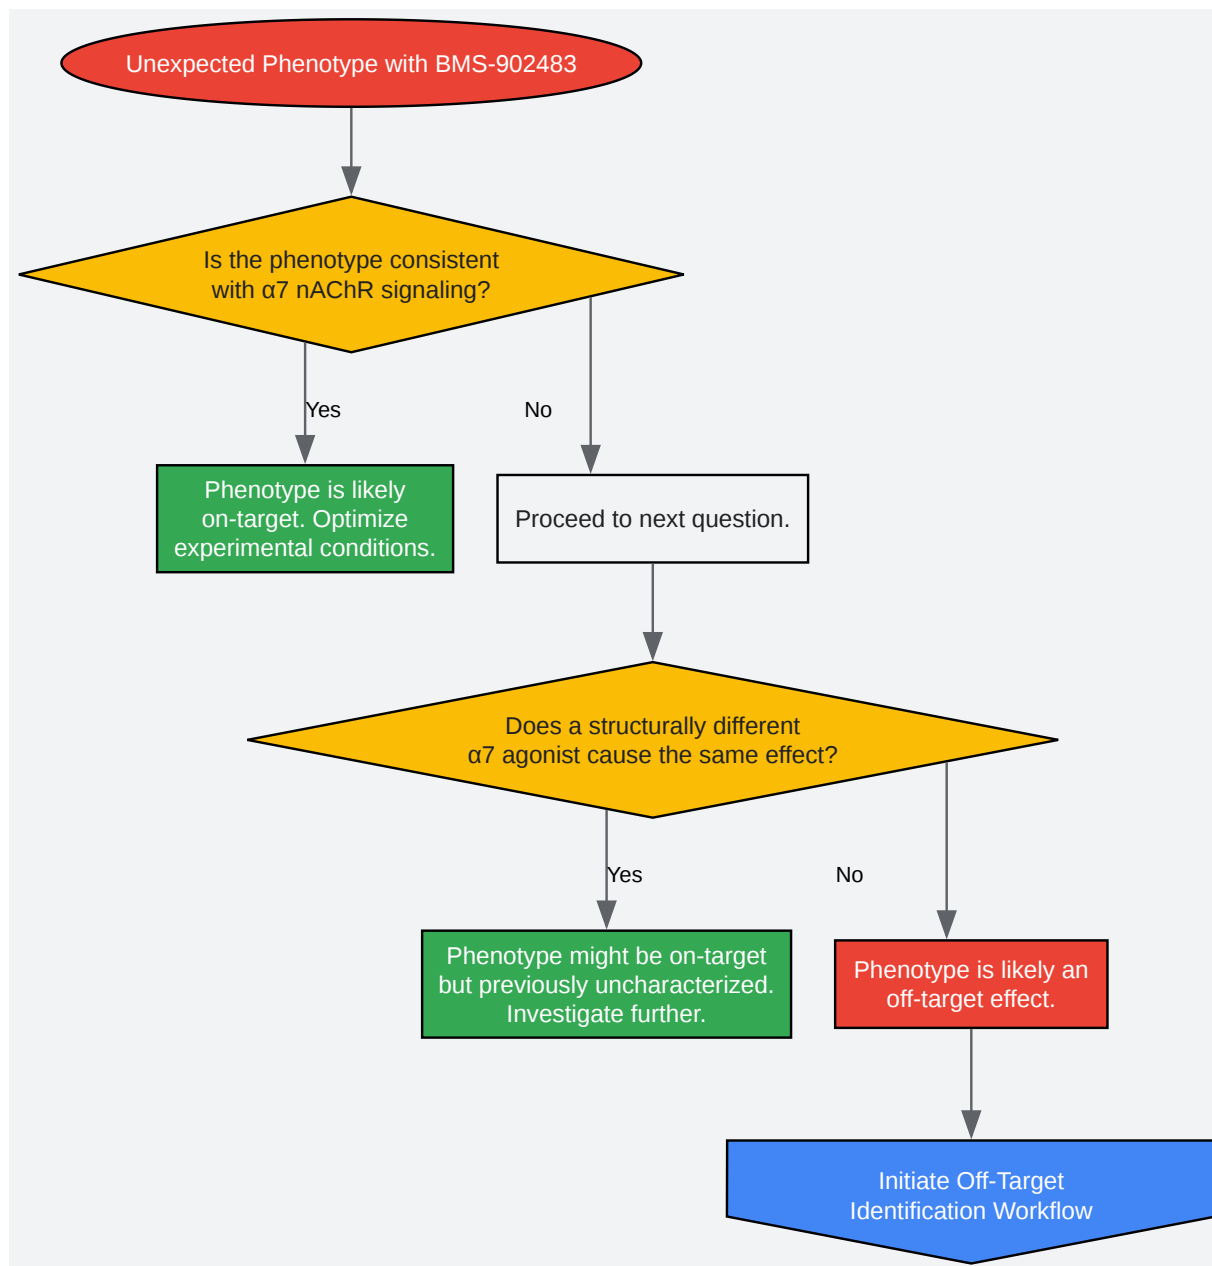 Unexpected Phenotype with BMS-902483
Is the phenotype consistent
with α7 nAChR signaling?
Yes
No
Phenotype is likely
on-target. Optimize
experimental conditions.
Proceed to next question.
Does a structurally different
α7 agonist cause the same effect?
Yes
No
Phenotype might be on-target
but previously uncharacterized.
Investigate further.
Phenotype is likely an
off-target effect.
Initiate Off-Target
Identification Workflow